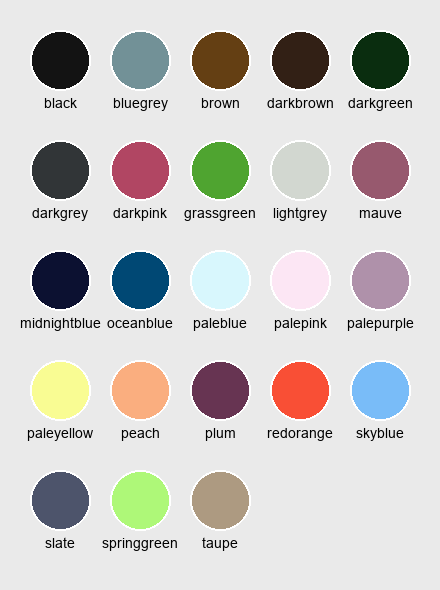 black bluegrey brown darkbrown darkgreen
darkgrey darkpink grassgreen lightgrey mauve
midnightblue oceanblue paleblue palepink palepurple
paleyellow peach plum redorange skyblue
slate springgreen taupe